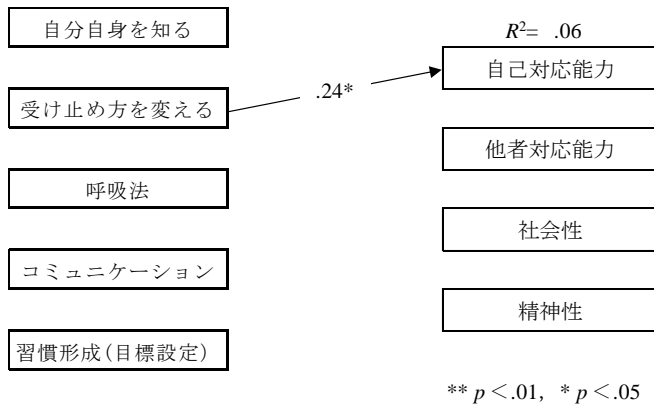 自分自身を知る
受け止め方を変える
呼吸法
コミュニケーション
習慣形成(目標設定)
.24*
R²= .06
自己対応能力
他者対応能力
社会性
精神性
** p＜.01, * p＜.05